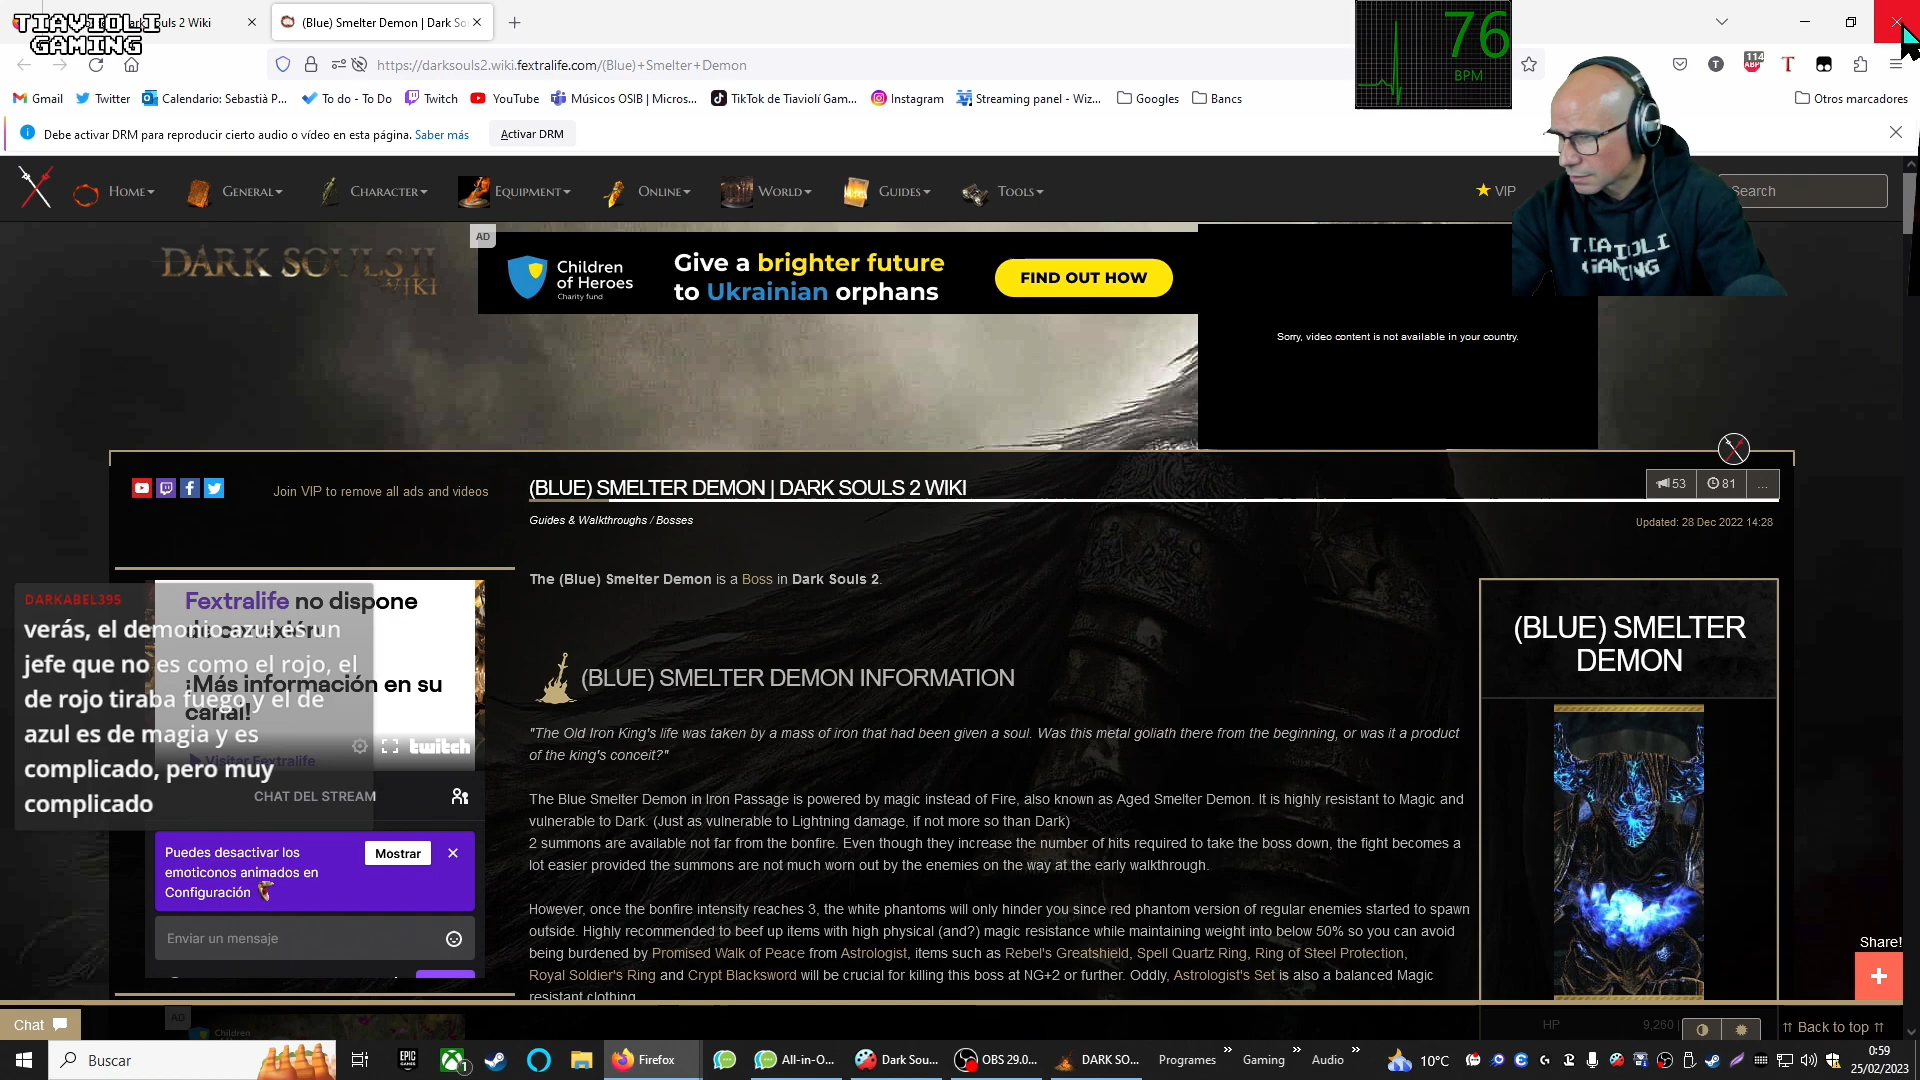 TIAVIOLI
GAMING
ouls 2 Wiki
(Blue) Smelter Demon | Dark So
76
BPM
https://darksouls2.wiki.fextralife.com/(Blue)+Smelter+Demon
114
ABP
Gmail
Twitter
Calendario: Sebastià P...
To do - To Do
Twitch
YouTube
Músicos OSIB | Micros...
TikTok de Tiavolí Gam...
Instagram
Streaming panel - Wiz...
Googles
Bancs
Otros marcadores
Debe activar DRM para reproducir cierto audio o vídeo en esta página. Saber más
Activar DRM
HOME
GENERAL
CHARACTER
EQUIPMENT
ONLINE
WORLD
GUIDES
TOOLS
VIP
Search
DARK SOULS II
WIKI
AD
Children of Heroes
Charity fund
Give a brighter future
to Ukrainian orphans
FIND OUT HOW
TIAVIOLI
GAMING
Sorry, video content is not available in your country.
Join VIP to remove all ads and videos
(BLUE) SMELTER DEMON | DARK SOULS 2 WIKI
53
81
...
Guides & Walkthroughs / Bosses
Updated: 28 Dec 2022 14:28
The (Blue) Smelter Demon is a Boss in Dark Souls 2.
(BLUE) SMELTER
DEMON
Fextralife no dispone
¡Más información en su
canal!
Visitar Fextralife
twitch
DARKABEL395
verás, el demonio azul es un
jefe que no es como el rojo, el
de rojo tiraba fuego y el de
azul es de magia y es
complicado, pero muy
complicado
CHAT DEL STREAM
Puedes desactivar los
emoticonos animados en
Configuración
Mostrar
Enviar un mensaje
(BLUE) SMELTER DEMON INFORMATION
"The Old Iron King's life was taken by a mass of iron that had been given a soul. Was this metal goliath there from the beginning, or was it a product
of the king's conceit?"
The Blue Smelter Demon in Iron Passage is powered by magic instead of Fire, also known as Aged Smelter Demon. It is highly resistant to Magic and
vulnerable to Dark. (Just as vulnerable to Lightning damage, if not more so than Dark)
2 summons are available not far from the bonfire. Even though they increase the number of hits required to take the boss down, the fight becomes a
lot easier provided the summons are not much worn out by the enemies on the way at the early walkthrough.
However, once the bonfire intensity reaches 3, the white phantoms will only hinder you since red phantom version of regular enemies started to spawn
outside. Highly recommended to beef up items with high physical (and?) magic resistance while maintaining weight into below 50% so you can avoid
being burdened by Promised Walk of Peace from Astrologist, items such as Rebel's Greatshield, Spell Quartz Ring, Ring of Steel Protection,
Royal Soldier's Ring and Crypt Blacksword will be crucial for killing this boss at NG+2 or further. Oddly, Astrologist's Set is also a balanced Magic
resistant clothing.
Share!
HP
9,260
Back to top
AD
Children
Chat
Buscar
EPIC
GAMES
1
Firefox
All-in-O...
Dark Sou...
OBS 29.0...
DARK SO...
Programes
Gaming
Audio
10°C
0:59
25/02/2023